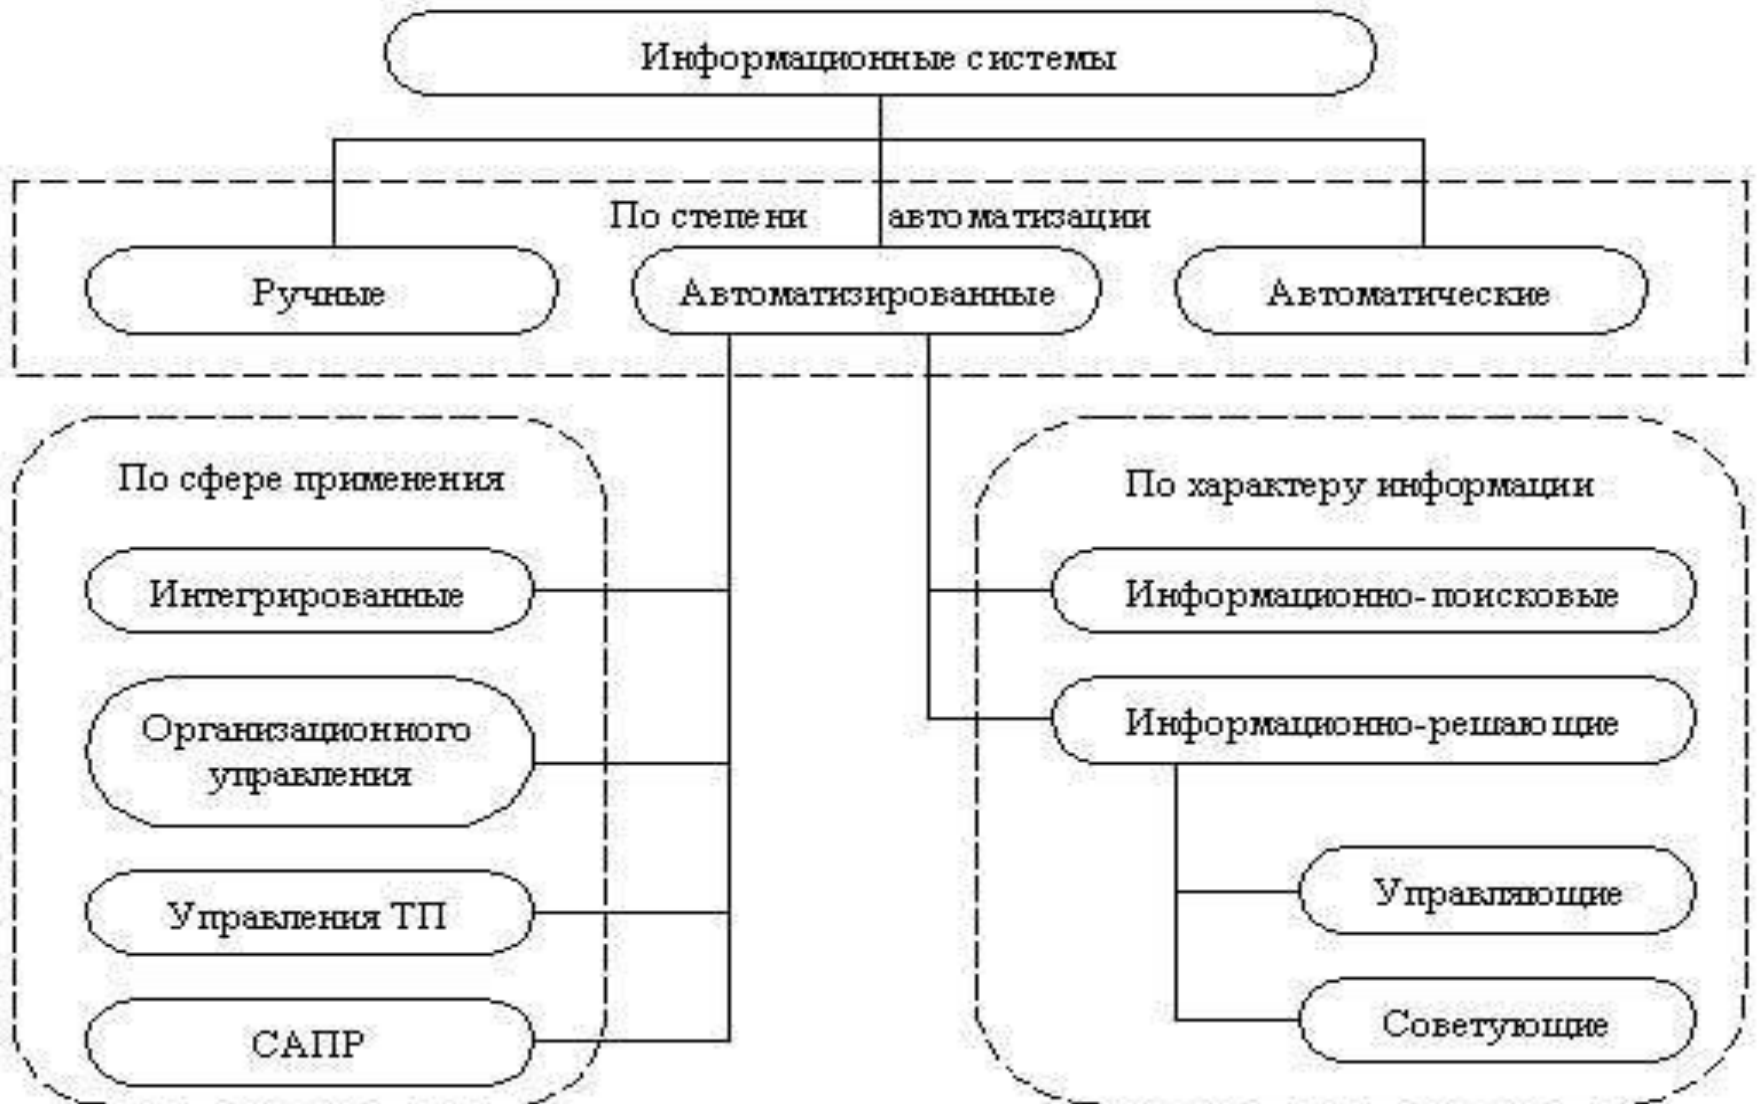 Информационные системы
По степени автоматизации
Ручные
Автоматизированные
Автоматические
По сфере применения
Интегрированные
Организационного
управления
Управления ТП
САПР
По характеру информации
Информационно-поисковые
Информационно-решающие
Управляющие
Советующие